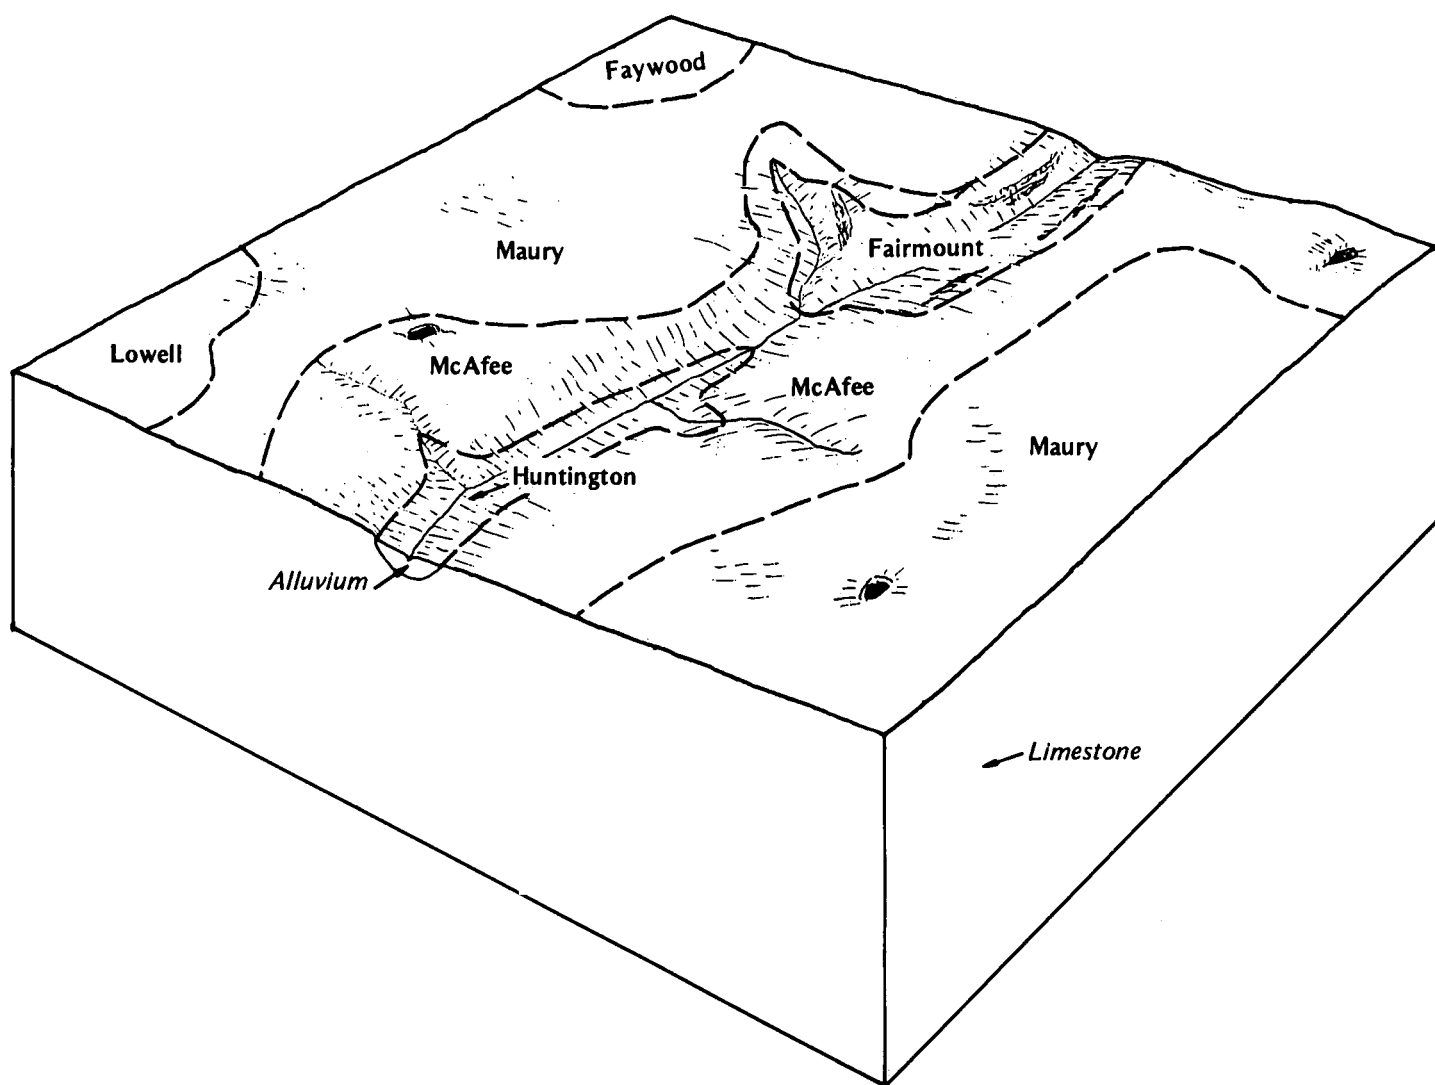 Faywood
Maury
Fairmount
Lowell
McAfee
McAfee
Maury
Huntington
Alluvium
Limestone